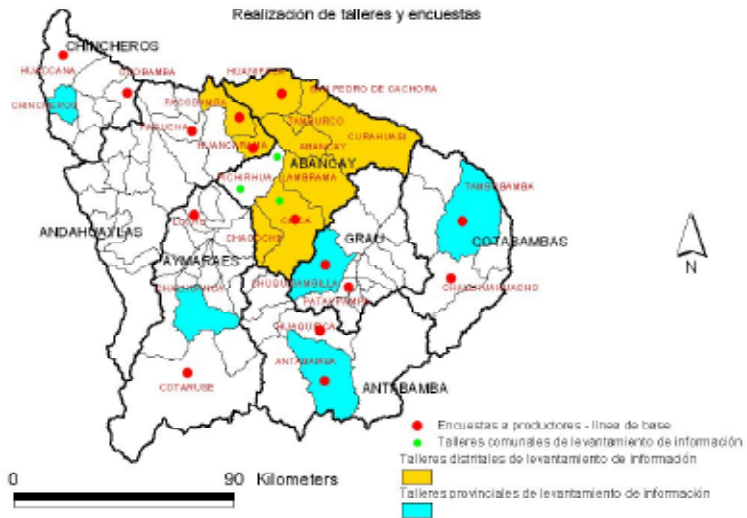 Realización de talleres y encuestas
CHINCHEROS
HUACCANA
OCOBAMBA
HUANIPACA
SAN PEDRO DE CACHORA
CHINCHEROS
PACOBAMBA
TAMBURCO
CURAHUASI
HUANCARAMA
ABANCAY
ABANCAY
PICHIRHUA
LAMBRAMA
TAMBOBAMBA
CIRCA
ANDAHUAYLAS
CHACOCHE
GRAU
COTABAMBAS
AYMARAES
CHUQUIBAMBILLA
CHALLHUAHUACHO
N
PATAYPAMPA
HUAQUIRCA
ANTABAMBA
COTARUSE
ANTABAMBA
Encuestas a productores - línea de base
Talleres comunales de levantamiento de información
Talleres distritales de levantamiento de información
0 90 Kilometers
Talleres provinciales de levantamiento de información